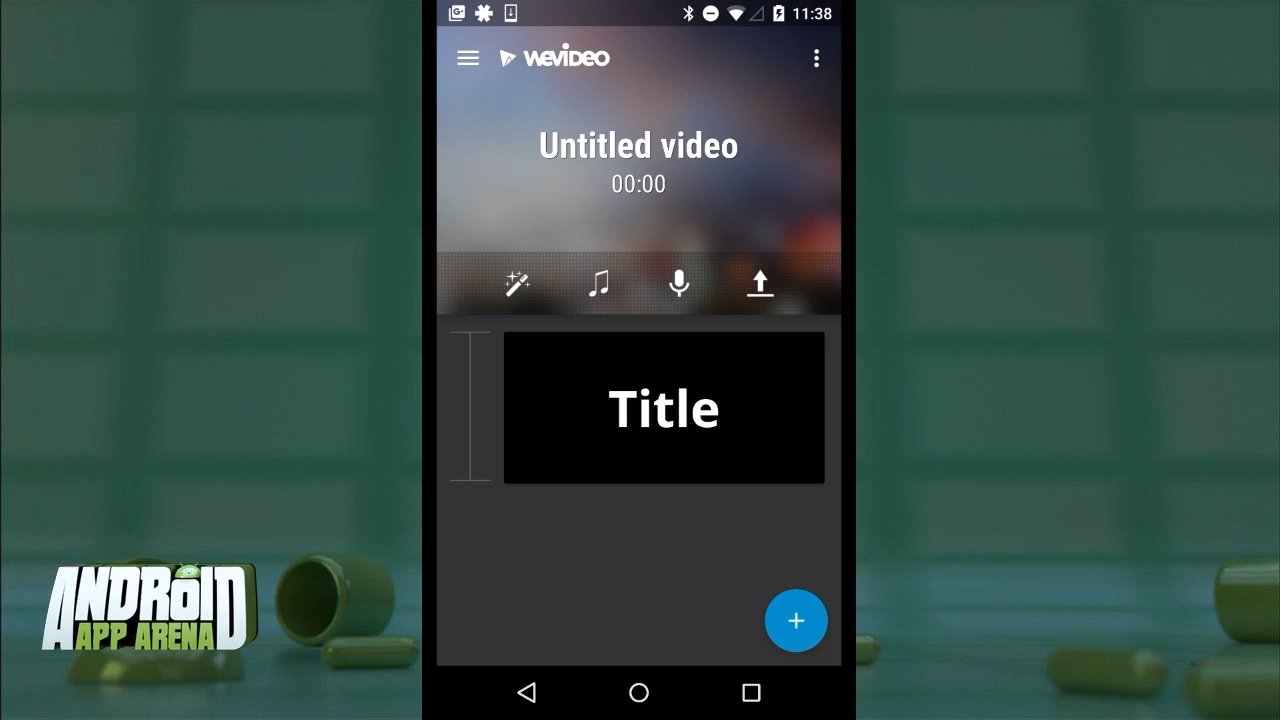 11:38
WEVIDEO
Untitled video
00:00
Title
ANDROID
APP ARENA